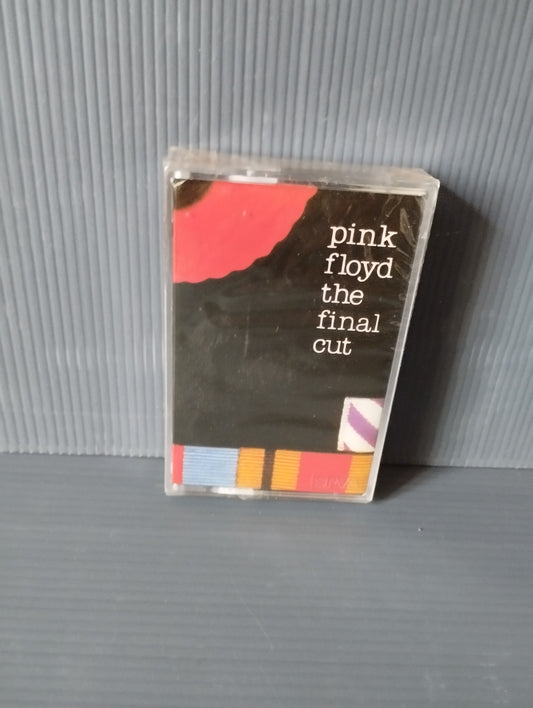 pink
floyd
the
final
cut